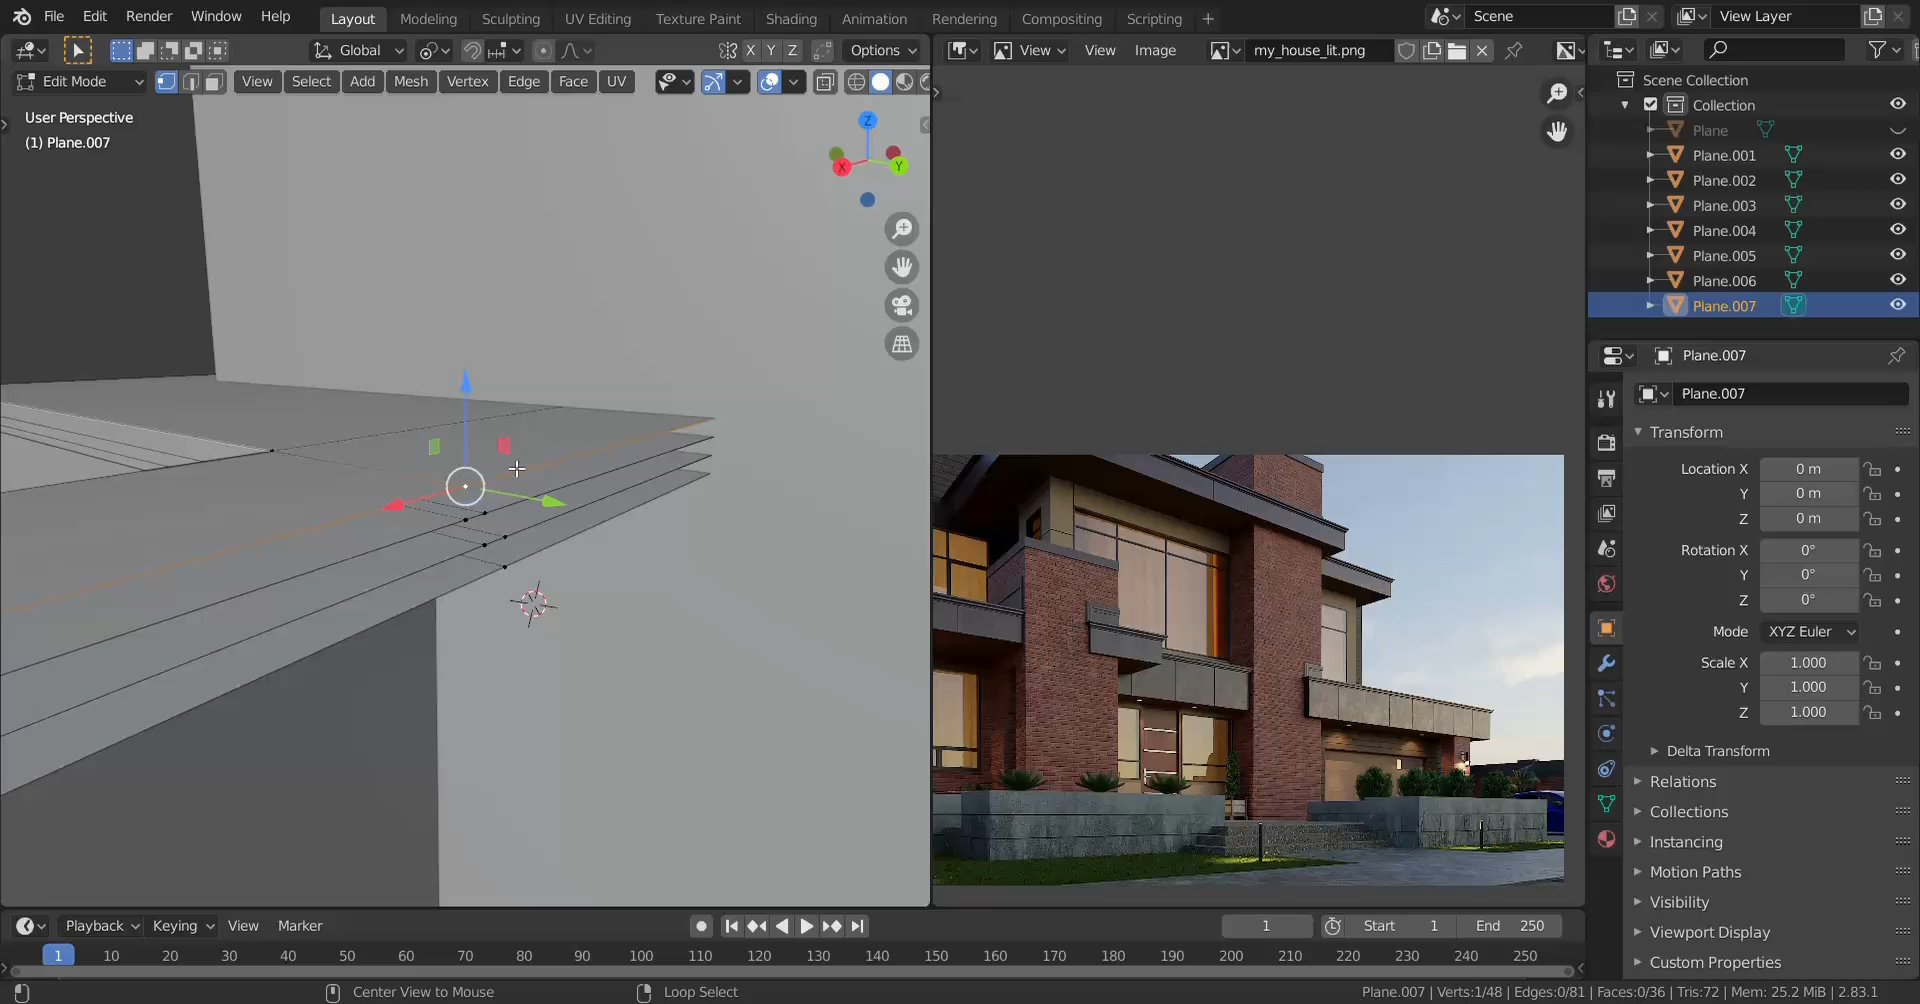 File Edit Render Window Help Layout Modeling Sculpting UV Editing Texture Paint Shading Animation Rendering Compositing Scripting + Scene View Layer
Global X Y Z Options View View Image my_house_lit.png
Edit Mode View Select Add Mesh Vertex Edge Face UV
User Perspective
(1) Plane.007
Z
X Y
Scene Collection
Collection
Plane
Plane.001
Plane.002
Plane.003
Plane.004
Plane.005
Plane.006
Plane.007
Plane.007
Plane.007
Transform
Location X 0 m
Y 0 m
Z 0 m
Rotation X 0°
Y 0°
Z 0°
Mode XYZ Euler
Scale X 1.000
Y 1.000
Z 1.000
Delta Transform
Relations
Collections
Instancing
Motion Paths
Visibility
Viewport Display
Custom Properties
Playback Keying View Marker 1 Start 1 End 250
1 10 20 30 40 50 60 70 80 90 100 110 120 130 140 150 160 170 180 190 200 210 220 230 240 250
Center View to Mouse Loop Select Plane.007 | Verts:1/48 | Edges:0/81 | Faces:0/36 | Tris:72 | Mem: 25.2 MiB | 2.83.1